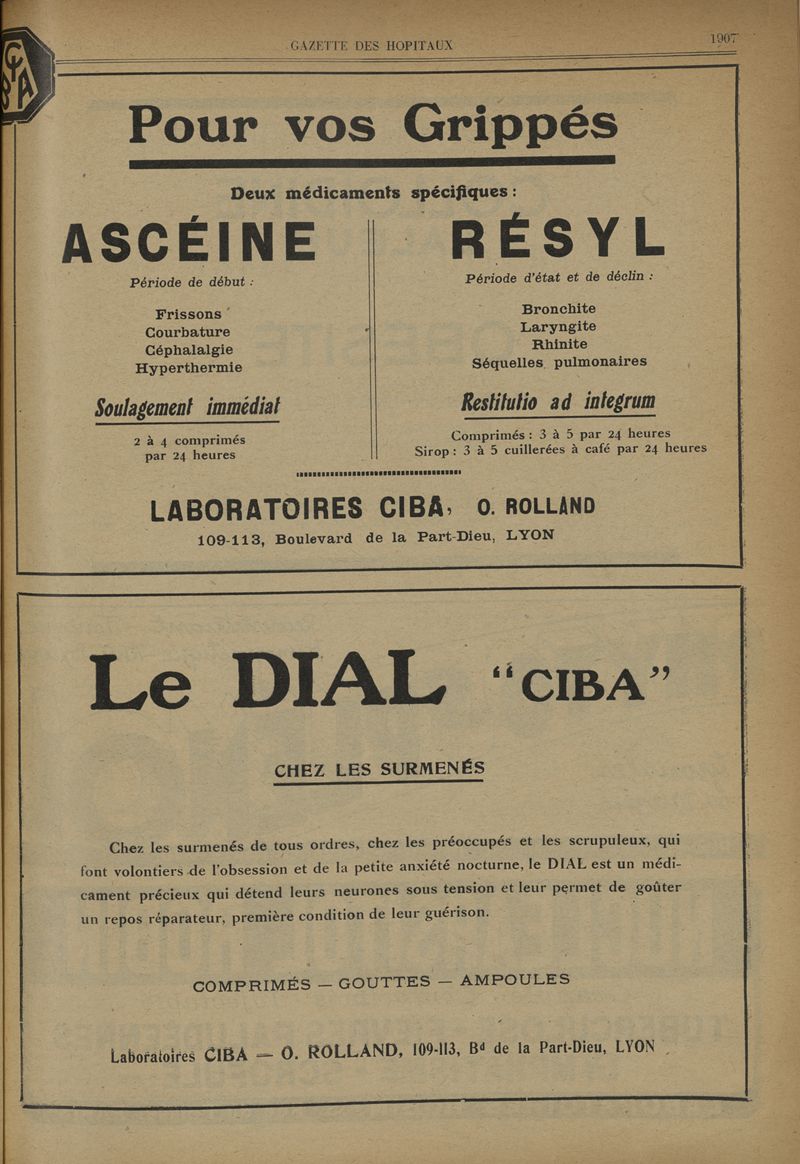 GAZETTE DES HOPITAUX
1907
CIBA
Pour vos Grippés
Deux médicaments spécifiques :
ASCÉINE
Période de début :
Frissons
Courbature
Céphalalgie
Hyperthermie
Soulagement immédiat
2 à 4 comprimés
par 24 heures
RÉSYL
Période d'état et de déclin :
Bronchite
Laryngite
Rhinite
Séquelles pulmonaires
Restitutio ad integrum
Comprimés : 3 à 5 par 24 heures
Sirop : 3 à 5 cuillerées à café par 24 heures
LABORATOIRES CIBA, O. ROLLAND
109-113, Boulevard de la Part-Dieu, LYON
Le DIAL "CIBA"
CHEZ LES SURMENÉS
Chez les surmenés de tous ordres, chez les préoccupés et les scrupuleux, qui
font volontiers de l'obsession et de la petite anxiété nocturne, le DIAL est un médi-
cament précieux qui détend leurs neurones sous tension et leur permet de goûter
un repos réparateur, première condition de leur guérison.
COMPRIMÉS — GOUTTES — AMPOULES
Laboratoires CIBA — O. ROLLAND, 109-113, Bd de la Part-Dieu, LYON